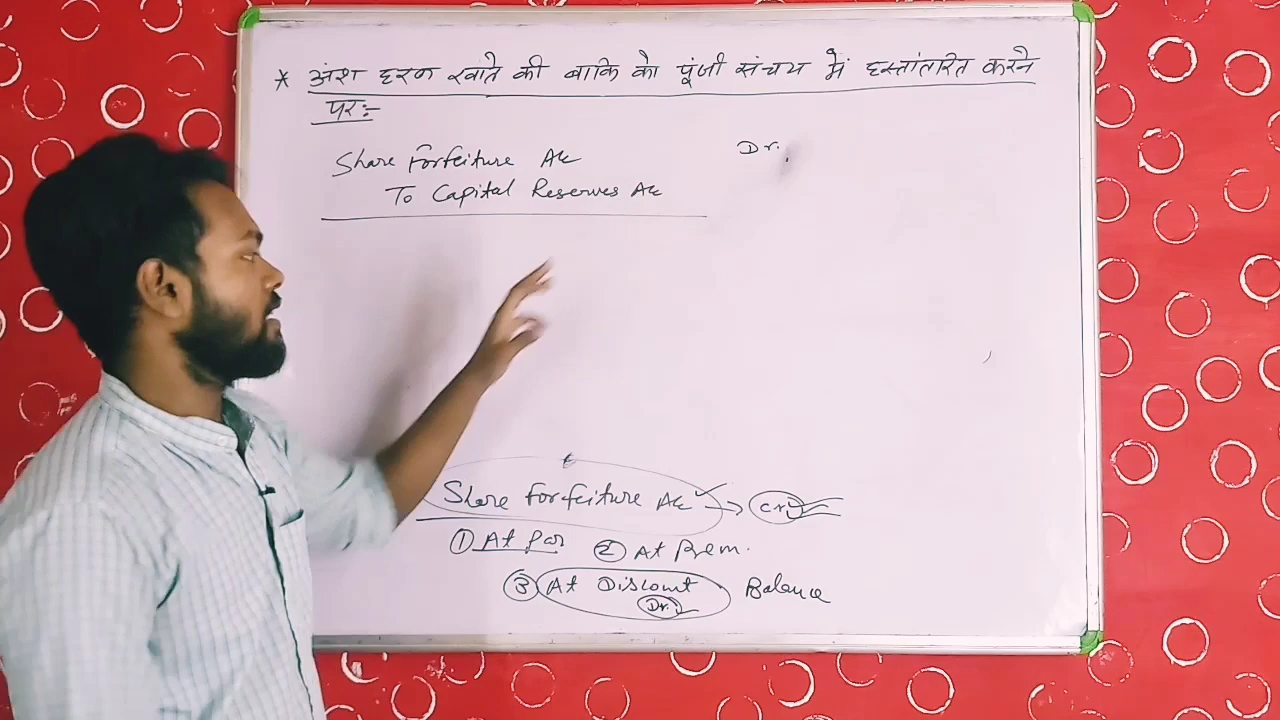 * अंश हरण खाते की बाकि को पूंजी संचय में हस्तांतरित करने
पर:-
Share Forfeiture A/c Dr.
To Capital Reserves A/c
Share Forfeiture A/c ✓ → cr.
① At Par ② At Prem.
③ At Discount Balance
Dr.